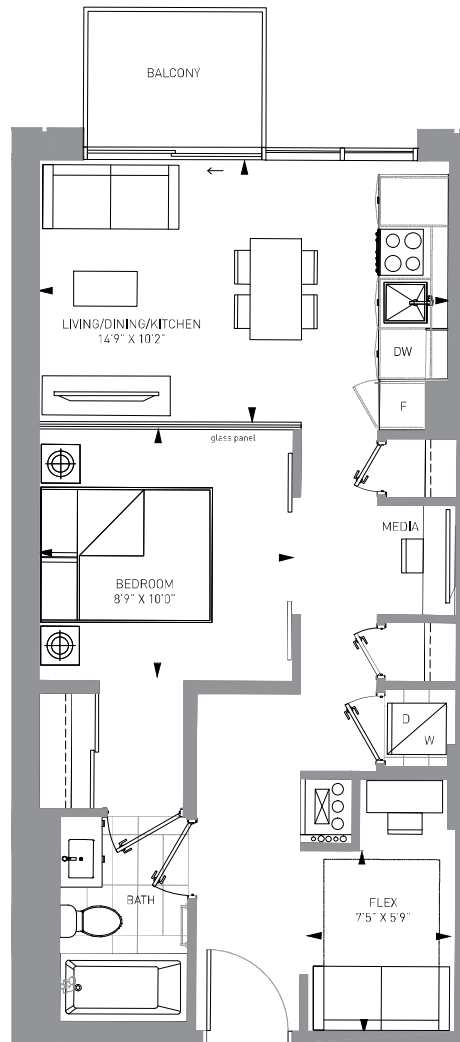 BALCONY
LIVING/DINING/KITCHEN
14'9" X 10'2"
DW
F
glass panel
MEDIA
BEDROOM
8'9" X 10'0"
D
W
BATH
FLEX
7'5" X 5'9"